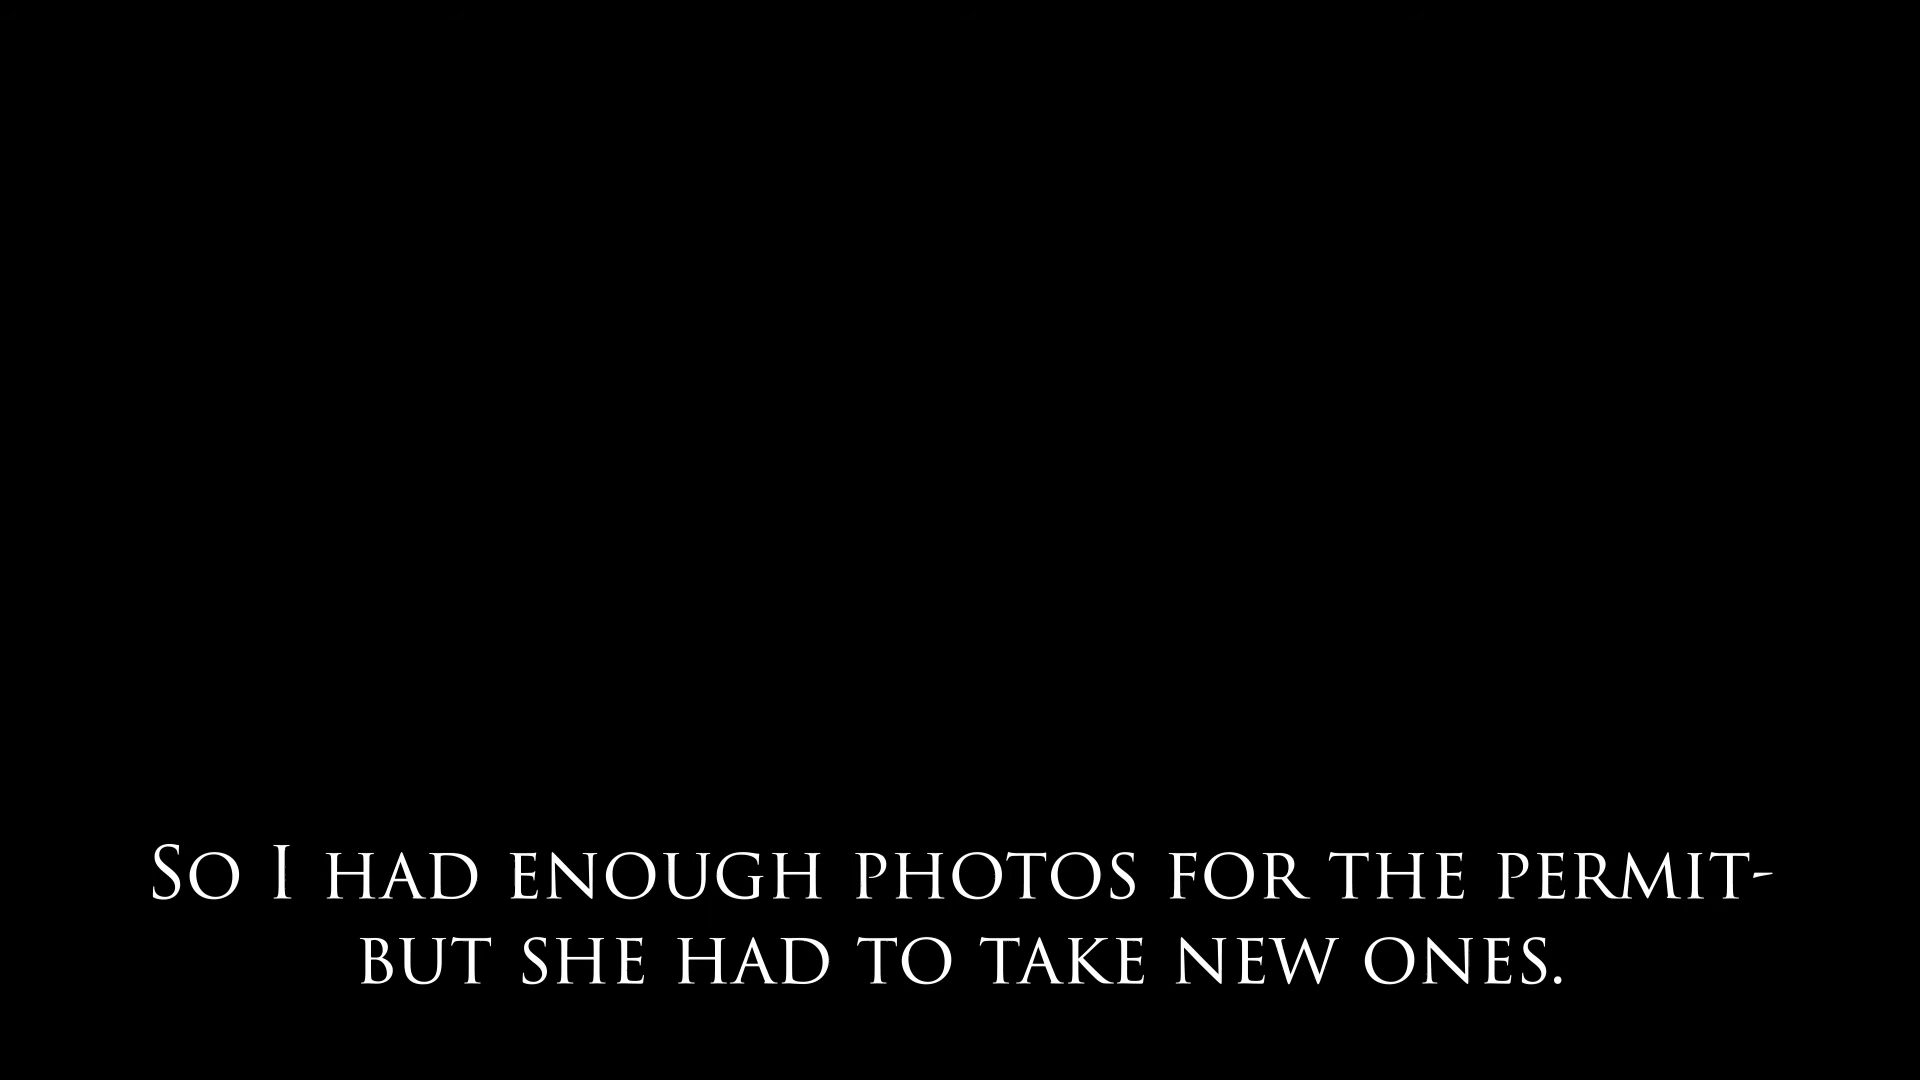 So I had enough photos for the permit-
but she had to take new ones.